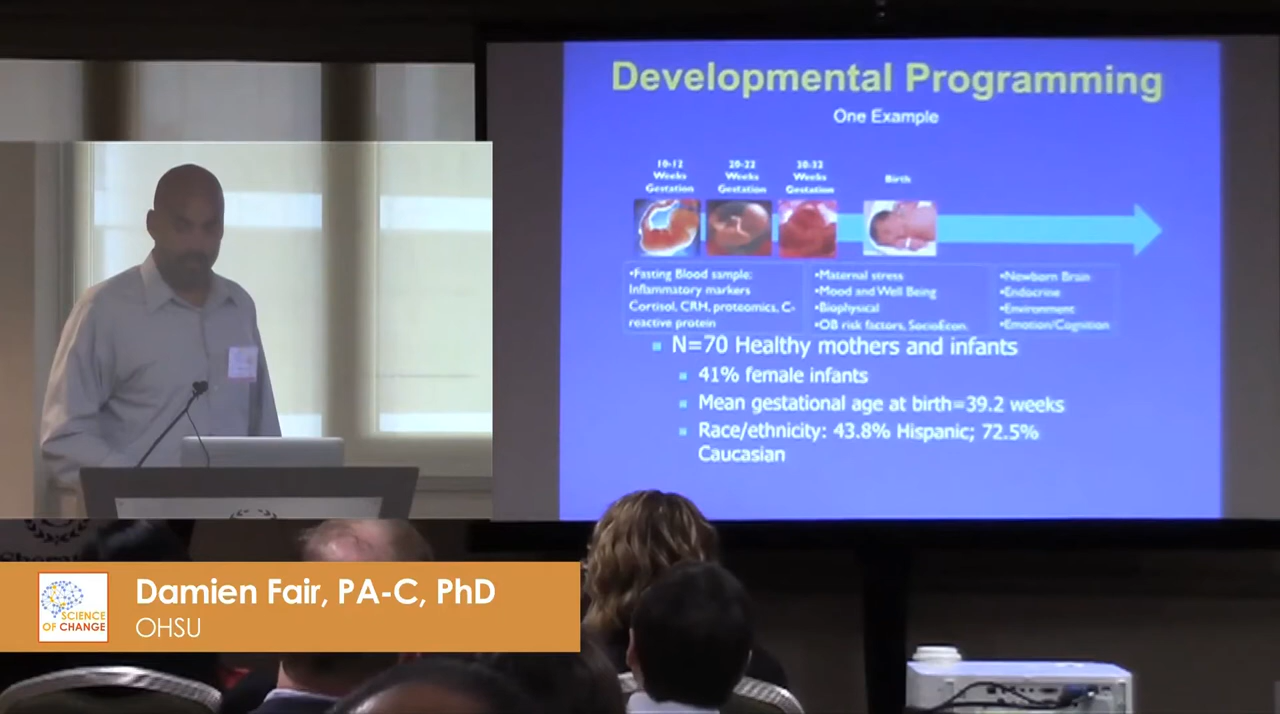 Developmental Programming
One Example
10-12
Weeks
Gestation
20-22
Weeks
Gestation
30-32
Weeks
Gestation
Birth
•Fasting Blood sample:
Inflammatory markers
Cortisol, CRH, proteomics, C-
reactive protein
•Maternal stress
•Mood and Well Being
•Biophysical
•OB risk factors, SocioEcon.
•Newborn Brain
•Endocrine
•Environment
•Emotion/Cognition
N=70 Healthy mothers and infants
41% female infants
Mean gestational age at birth=39.2 weeks
Race/ethnicity: 43.8% Hispanic; 72.5%
Caucasian
SCIENCE
OF CHANGE
Damien Fair, PA-C, PhD
OHSU